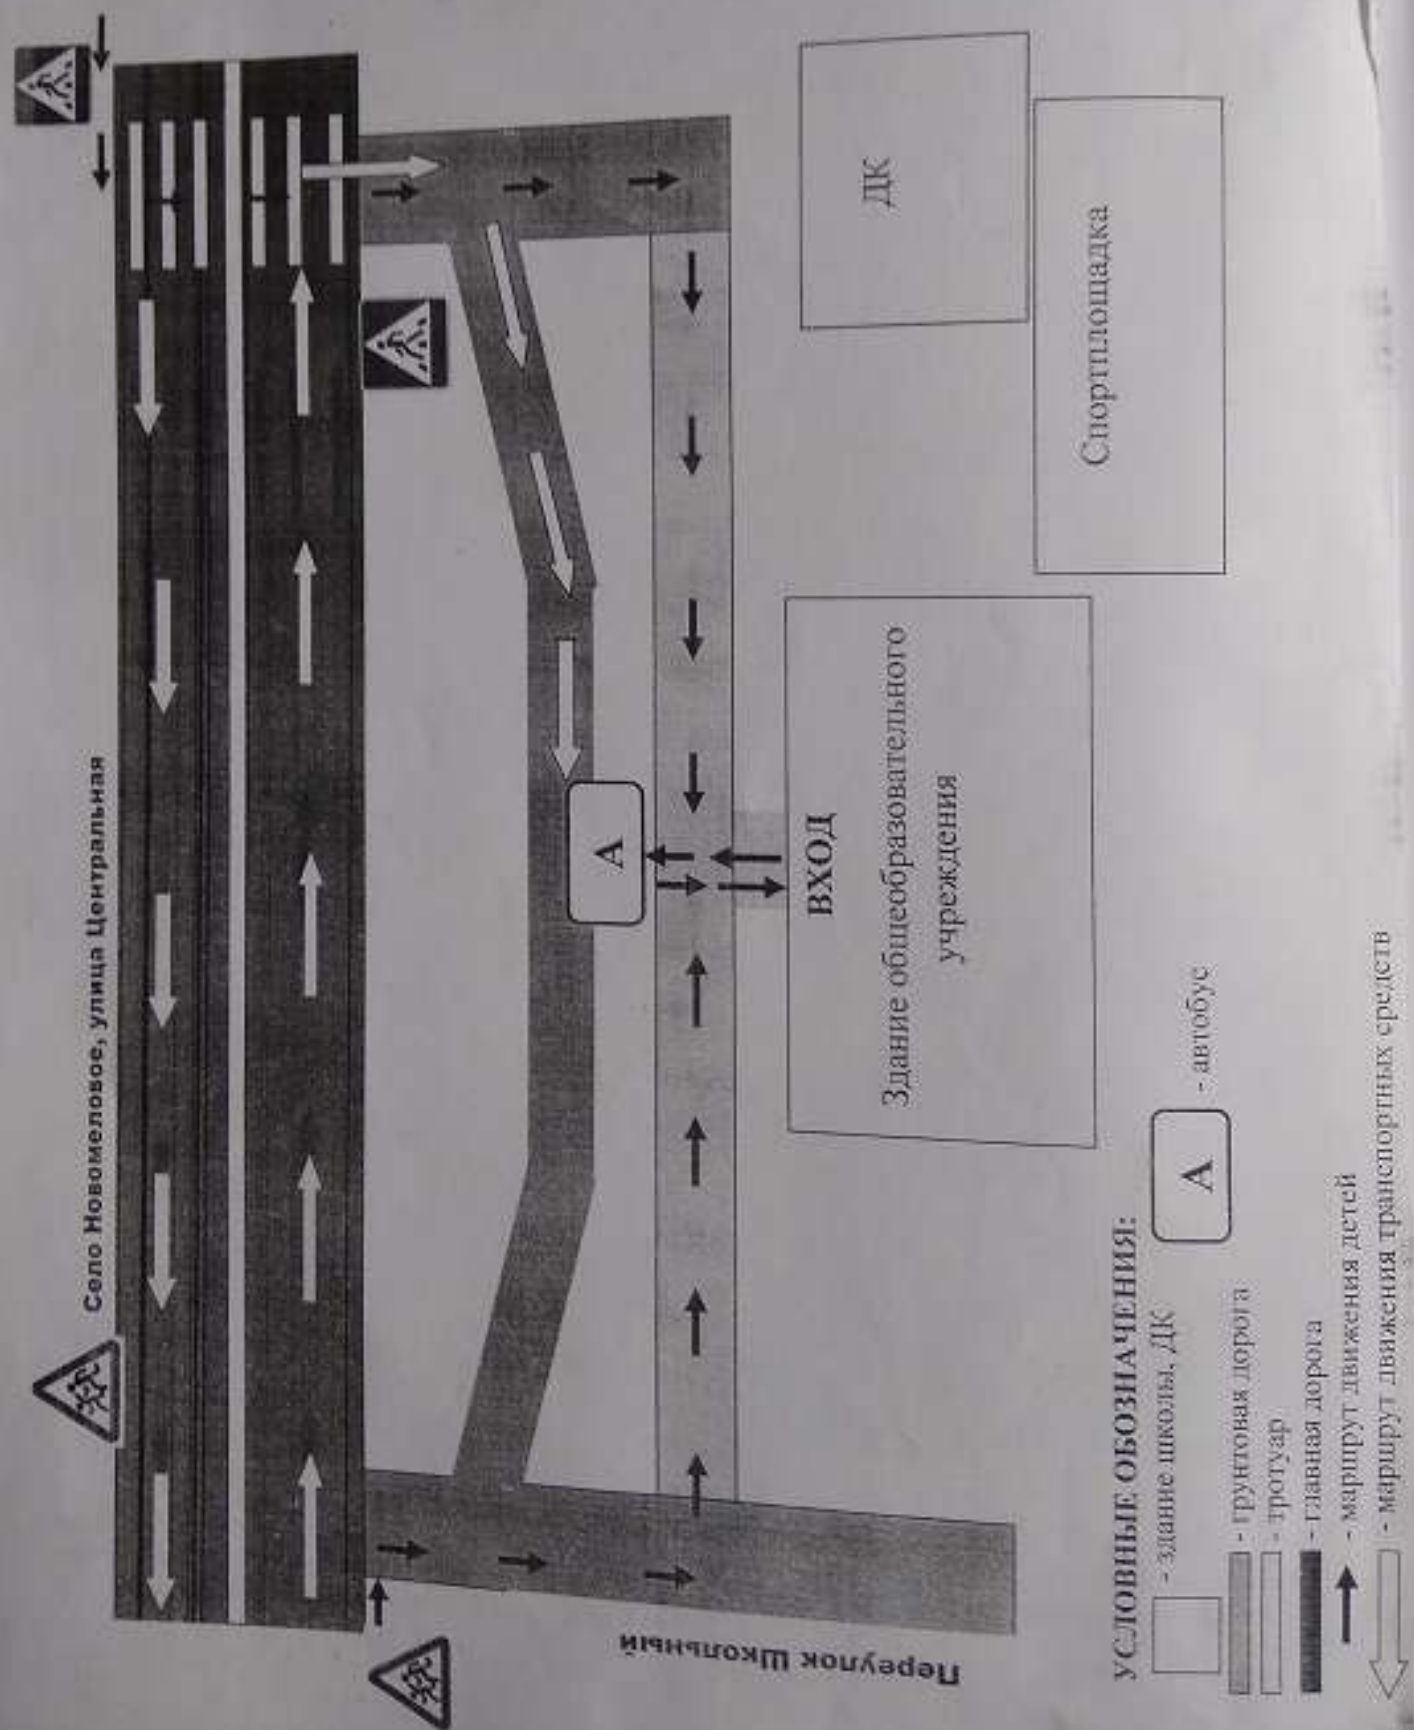 Село Новомеловое, улица Центральная
Переулок Школьный
А
ВХОД
Здание общеобразовательного
учреждения
ДК
Спортплощадка
УСЛОВНЫЕ ОБОЗНАЧЕНИЯ:
- здание школы, ДК
А
- автобус
- грунтовая дорога
- тротуар
- главная дорога
- маршрут движения детей
- маршрут движения транспортных средств